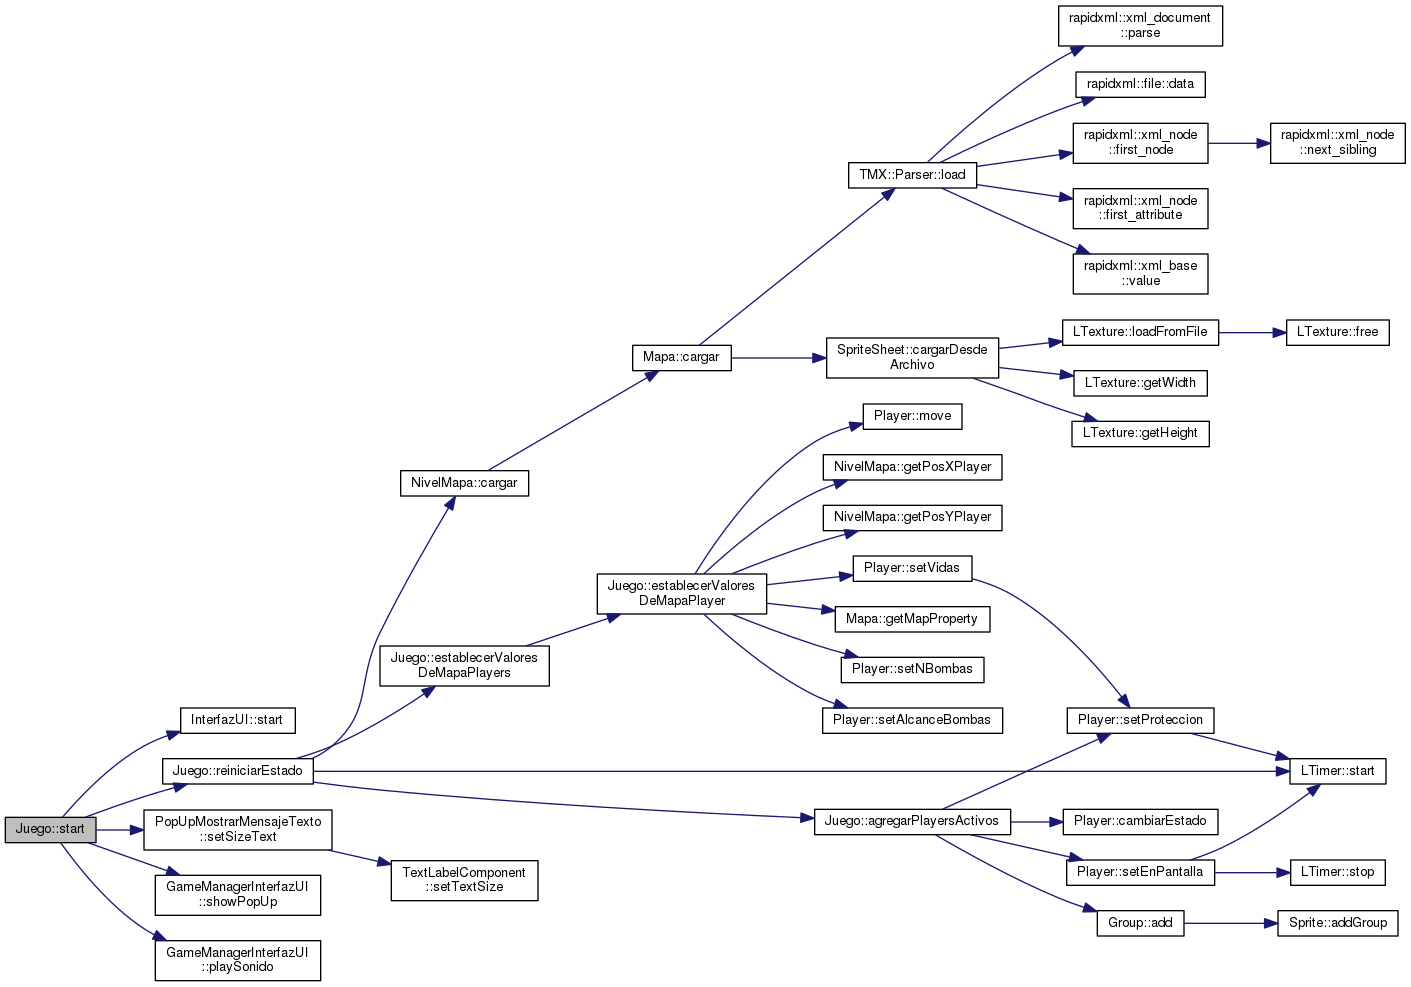 rapidxml::xml_document
::parse
rapidxml::file::data
rapidxml::xml_node
::first_node
rapidxml::xml_node
::next_sibling
TMX::Parser::load
rapidxml::xml_node
::first_attribute
rapidxml::xml_base
::value
LTexture::loadFromFile
LTexture::free
Mapa::cargar
SpriteSheet::cargarDesde
Archivo
LTexture::getWidth
LTexture::getHeight
Player::move
NivelMapa::getPosXPlayer
NivelMapa::cargar
NivelMapa::getPosYPlayer
Player::setVidas
Juego::establecerValores
DeMapaPlayer
Mapa::getMapProperty
Juego::establecerValores
DeMapaPlayers
Player::setNBombas
Player::setAlcanceBombas
InterfazUI::start
Player::setProteccion
Juego::reiniciarEstado
LTimer::start
Juego::start
PopUpMostrarMensajeTexto
::setSizeText
Juego::agregarPlayersActivos
Player::cambiarEstado
TextLabelComponent
::setTextSize
Player::setEnPantalla
LTimer::stop
GameManagerInterfazUI
::showPopUp
Group::add
Sprite::addGroup
GameManagerInterfazUI
::playSonido